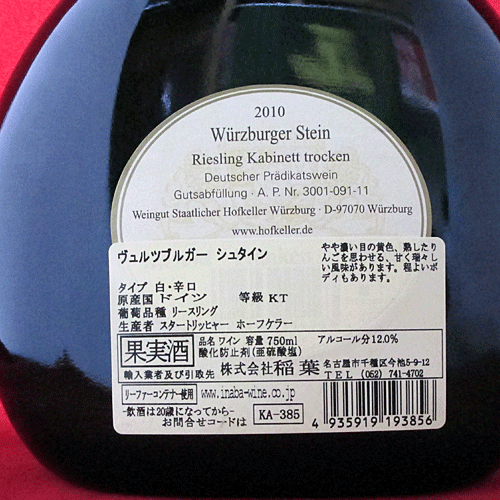 2010
Würzburger Stein
Riesling Kabinett trocken
Deutscher Prädikatswein
Gutsabfüllung · A. P. Nr. 3001-091-11
Weingut Staatlicher Hofkeller Würzburg · D-97070 Würzburg
www.hofkeller.de
ヴュルツブルガー シュタイン
やや濃い目の黄色、熟したり
んごを思わせる、甘く瑞々し
い風味があります。程よいボ
ディもあります。
タイプ 白・辛口
原産国 ドイツ 等級 KT
葡萄品種 リースリング
生産者 スタートリッヒャー ホーフケラー
果実酒
品名 ワイン 容量 750ml アルコール分12.0%
酸化防止剤(亜硫酸塩)
輸入業者及び引取先 株式会社 稲葉 名古屋市千種区今池5-9-12
TEL (052) 741-4702
リーファーコンテナー使用 www.inaba-wine.co.jp
-飲酒は20歳になってから-
お問合せコードは KA-385
4 935919 193856